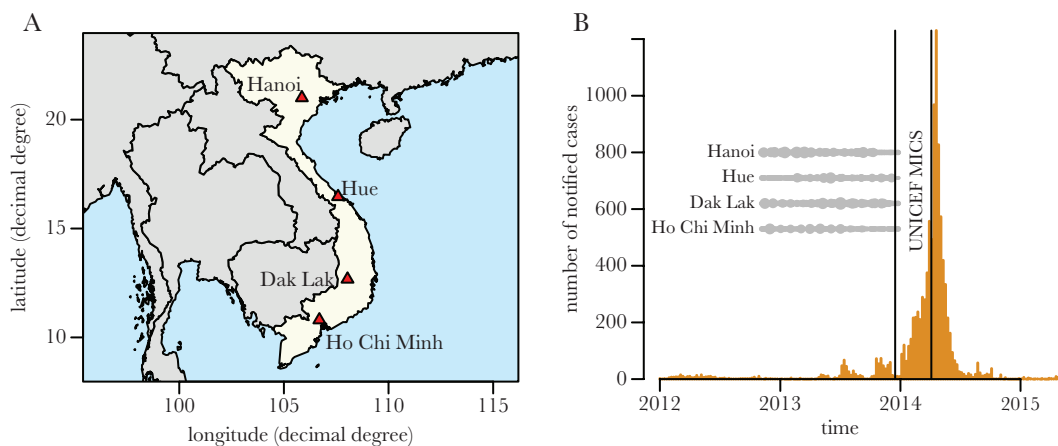 A
Hanoi
Hue
Dak Lak
Ho Chi Minh
20
15
10
latitude (decimal degree)
100
105
108
110
115
longitude (decimal degree)
B
number of notified cases
1000
800
600
400
200
0
Hanoi
Hue
Dak Lak
Ho Chi Minh
UNICEF MICS
2012
2013
2014
2015
time